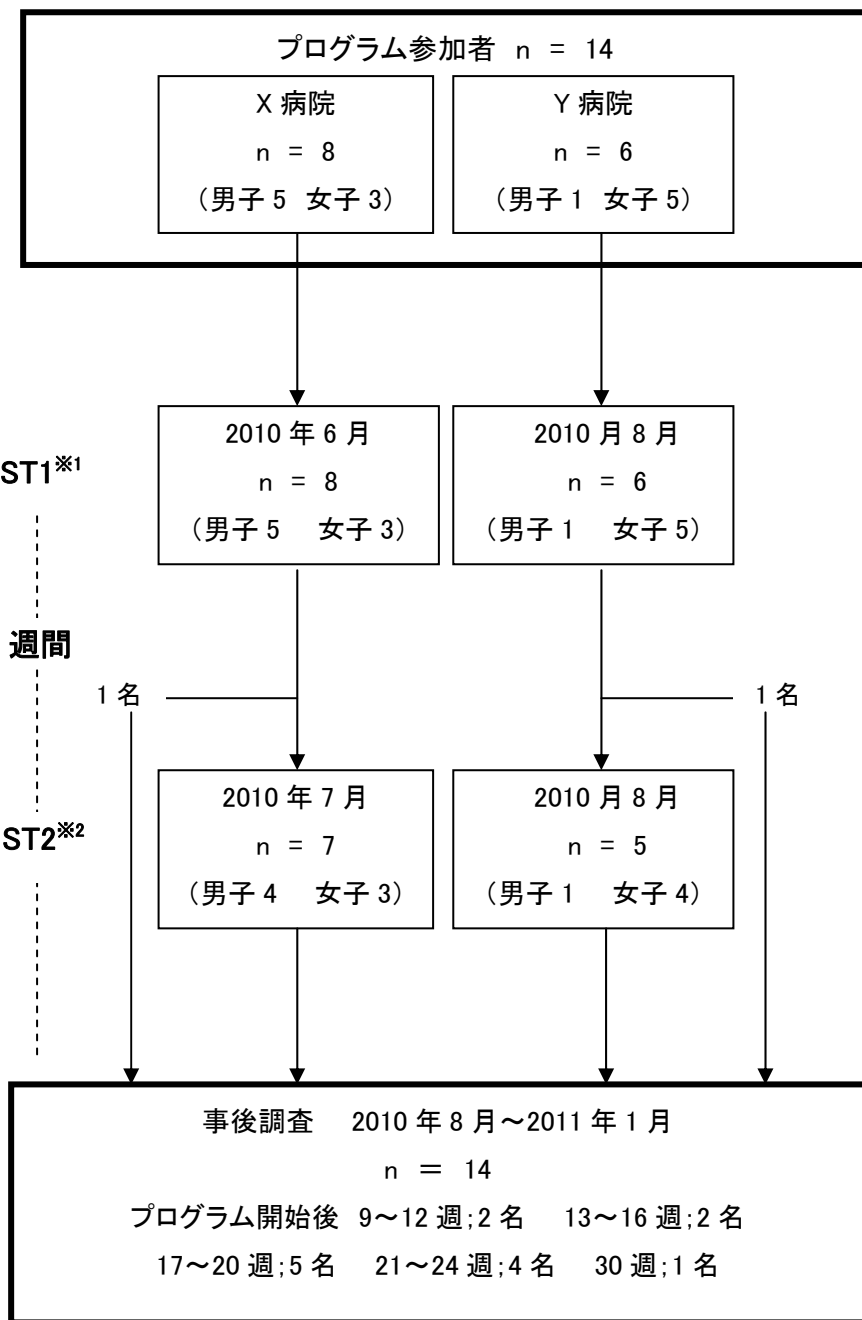 プログラム参加者 n = 14
X 病院
n = 8
（男子 5 女子 3）
Y 病院
n = 6
（男子 1 女子 5）
ST1※1
2010 年 6 月
n = 8
（男子 5 女子 3）
2010 月 8 月
n = 6
（男子 1 女子 5）
週間
1 名
1 名
ST2※2
2010 年 7 月
n = 7
（男子 4 女子 3）
2010 月 8 月
n = 5
（男子 1 女子 4）
事後調査 2010 年 8 月～2011 年 1 月
n ＝ 14
プログラム開始後 9～12 週；2 名 13～16 週；2 名
17～20 週；5 名 21～24 週；4 名 30 週；1 名